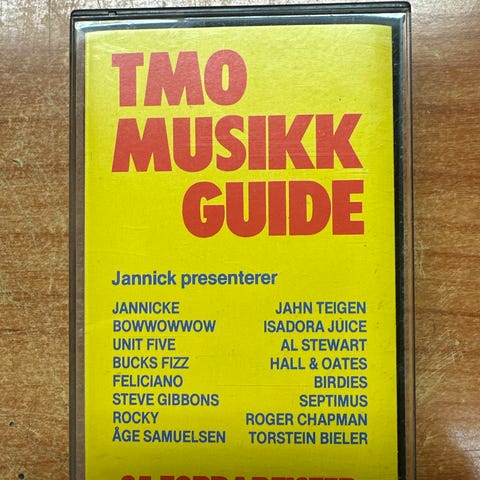 TMO
MUSIKK
GUIDE
Jannick presenterer
JANNICKE
BOWWOWWOW
UNIT FIVE
BUCKS FIZZ
FELICIANO
STEVE GIBBONS
ROCKY
ÅGE SAMUELSEN
JAHN TEIGEN
ISADORA JUICE
AL STEWART
HALL & OATES
BIRDIES
SEPTIMUS
ROGER CHAPMAN
TORSTEIN BIELER